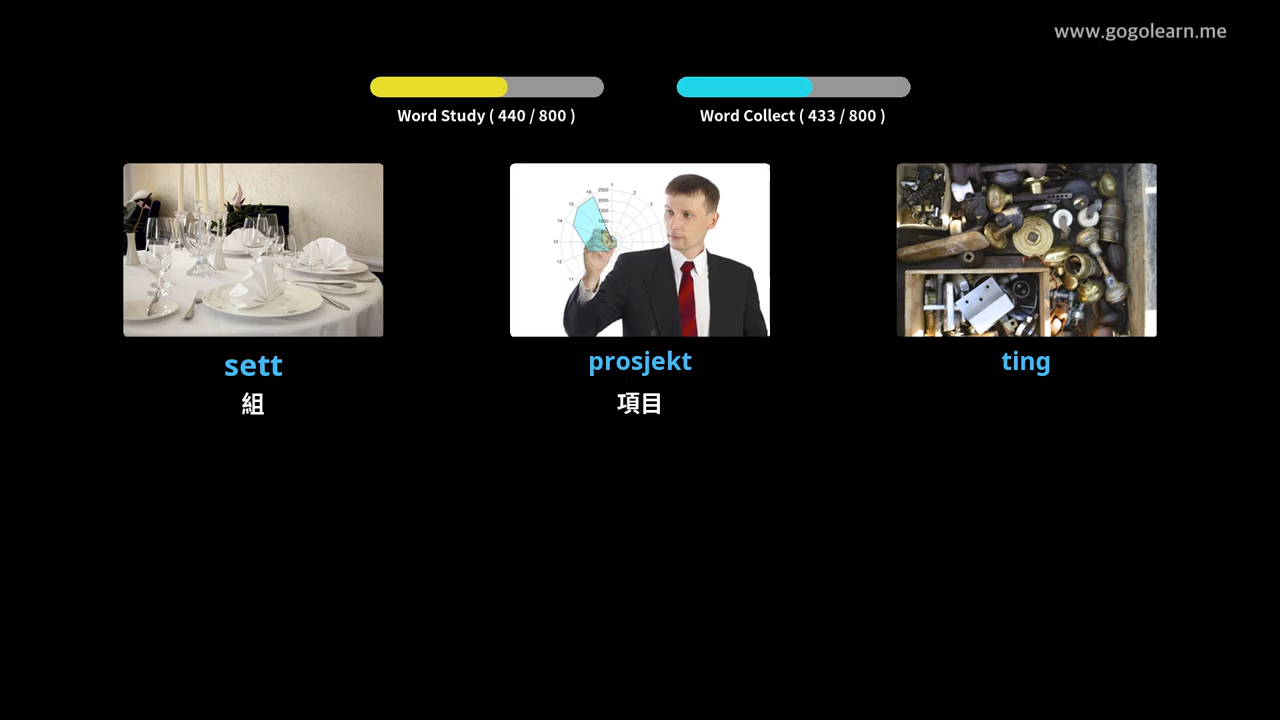 www.gogolearn.me
Word Study ( 440 / 800 )
Word Collect ( 433 / 800 )
sett
prosjekt
ting
組
項目